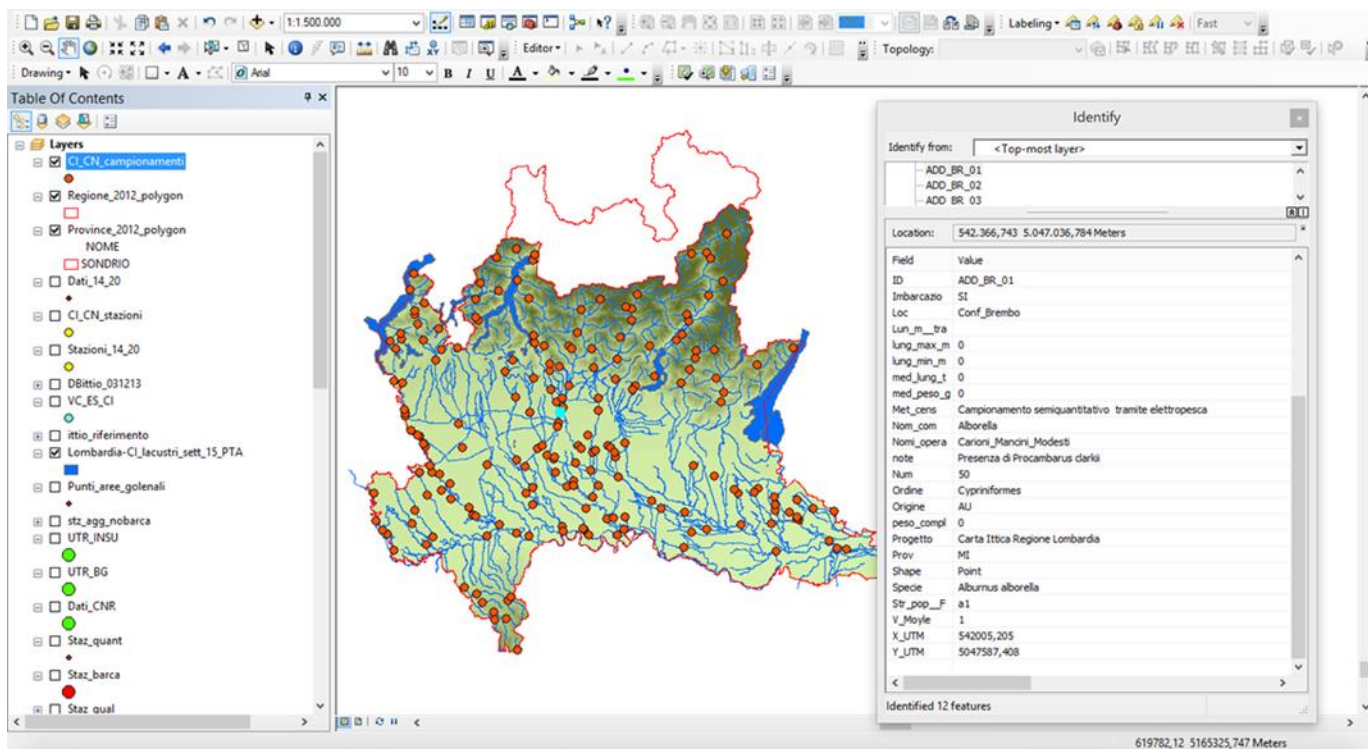 1:1.500.000
Labeling
Fast
Editor
Topology:
Drawing
A
Arial
10
B I U A
Table Of Contents
Layers
CI_CN_campionamenti
Regione_2012_polygon
Province_2012_polygon
NOME
SONDRIO
Dati_14_20
CI_CN_stazioni
Stazioni_14_20
DBittio_031213
VC_ES_CI
ittio_riferimento
Lombardia-CI_lacustri_sett_15_PTA
Punti_aree_golenali
stz_agg_nobarca
UTR_INSU
UTR_BG
Dati_CNR
Staz_quant
Staz_barca
Staz_qual
Identify
Identify from: <Top-most layer>
ADD_BR_01
ADD_BR_02
ADD_BR_03
Location: 542.366,743 5.047.036,784 Meters
Field Value
ID ADD_BR_01
Imbarcazio SI
Loc Conf_Brembo
Lun_m__tra
lung_max_m 0
lung_min_m 0
med_lung_t 0
med_peso_g 0
Met_cens Campionamento semiquantitativo tramite elettropesca
Nom_com Alborella
Nomi_opera Carioni_Mancini_Modesti
note Presenza di Procambarus clarkii
Num 50
Ordine Cypriniformes
Origine AU
peso_compl 0
Progetto Carta Ittica Regione Lombardia
Prov MI
Shape Point
Specie Alburnus alborella
Str_pop__F a1
V_Moyle 1
X_UTM 542005,205
Y_UTM 5047587,408
Identified 12 features
619782,12 5165325,747 Meters